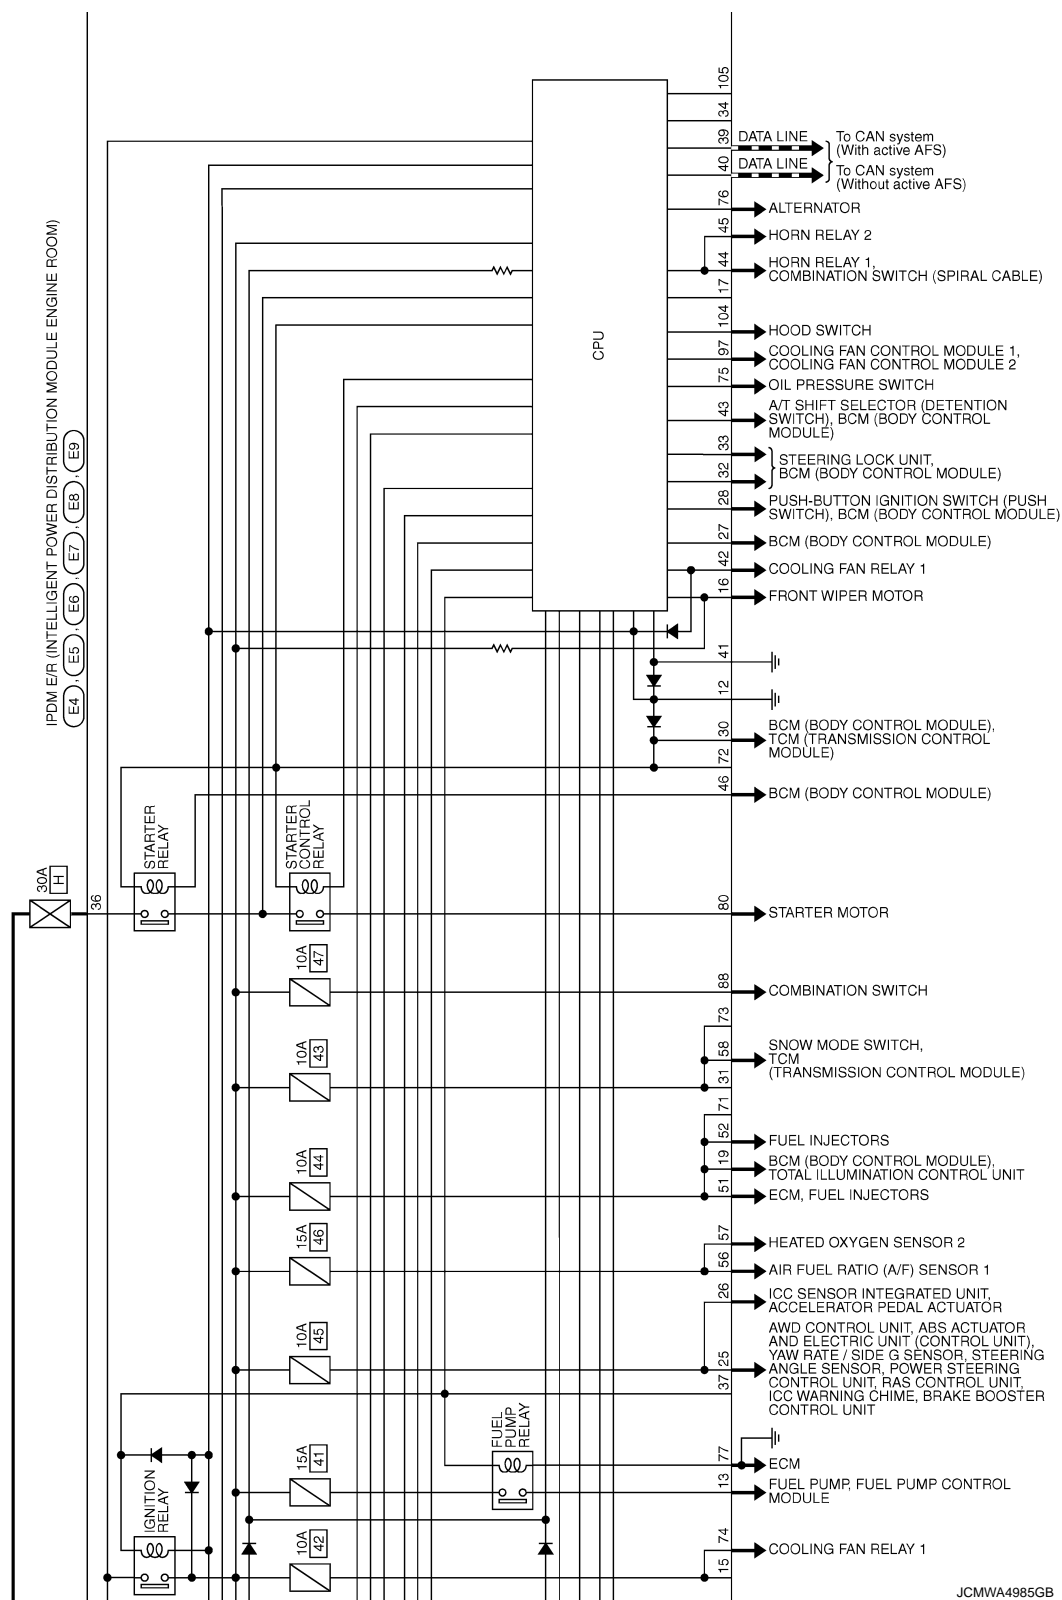 IPDM E/R (INTELLIGENT POWER DISTRIBUTION MODULE ENGINE ROOM)
E4 , E5 , E6 , E7 , E8 , E9
CPU
105
34
39
DATA LINE
To CAN system
(With active AFS)
40
DATA LINE
To CAN system
(Without active AFS)
76
ALTERNATOR
45
HORN RELAY 2
44
HORN RELAY 1,
COMBINATION SWITCH (SPIRAL CABLE)
17
104
HOOD SWITCH
97
COOLING FAN CONTROL MODULE 1,
COOLING FAN CONTROL MODULE 2
75
OIL PRESSURE SWITCH
43
A/T SHIFT SELECTOR (DETENTION
SWITCH), BCM (BODY CONTROL
MODULE)
33
32
STEERING LOCK UNIT,
BCM (BODY CONTROL MODULE)
28
PUSH-BUTTON IGNITION SWITCH (PUSH
SWITCH), BCM (BODY CONTROL MODULE)
27
BCM (BODY CONTROL MODULE)
42
COOLING FAN RELAY 1
16
FRONT WIPER MOTOR
41
12
30
BCM (BODY CONTROL MODULE),
TCM (TRANSMISSION CONTROL
MODULE)
72
46
BCM (BODY CONTROL MODULE)
STARTER
RELAY
STARTER
CONTROL
RELAY
30A
H
36
80
STARTER MOTOR
10A
47
88
COMBINATION SWITCH
10A
43
73
58
31
SNOW MODE SWITCH,
TCM
(TRANSMISSION CONTROL MODULE)
10A
44
71
52
FUEL INJECTORS
19
BCM (BODY CONTROL MODULE),
TOTAL ILLUMINATION CONTROL UNIT
51
ECM, FUEL INJECTORS
15A
46
57
HEATED OXYGEN SENSOR 2
56
AIR FUEL RATIO (A/F) SENSOR 1
10A
45
26
ICC SENSOR INTEGRATED UNIT,
ACCELERATOR PEDAL ACTUATOR
25
AWD CONTROL UNIT, ABS ACTUATOR
AND ELECTRIC UNIT (CONTROL UNIT),
YAW RATE / SIDE G SENSOR, STEERING
ANGLE SENSOR, POWER STEERING
CONTROL UNIT, RAS CONTROL UNIT,
ICC WARNING CHIME, BRAKE BOOSTER
CONTROL UNIT
37
FUEL
PUMP
RELAY
77
ECM
15A
41
13
FUEL PUMP, FUEL PUMP CONTROL
MODULE
IGNITION
RELAY
10A
42
74
COOLING FAN RELAY 1
15
JCMWA4985GB